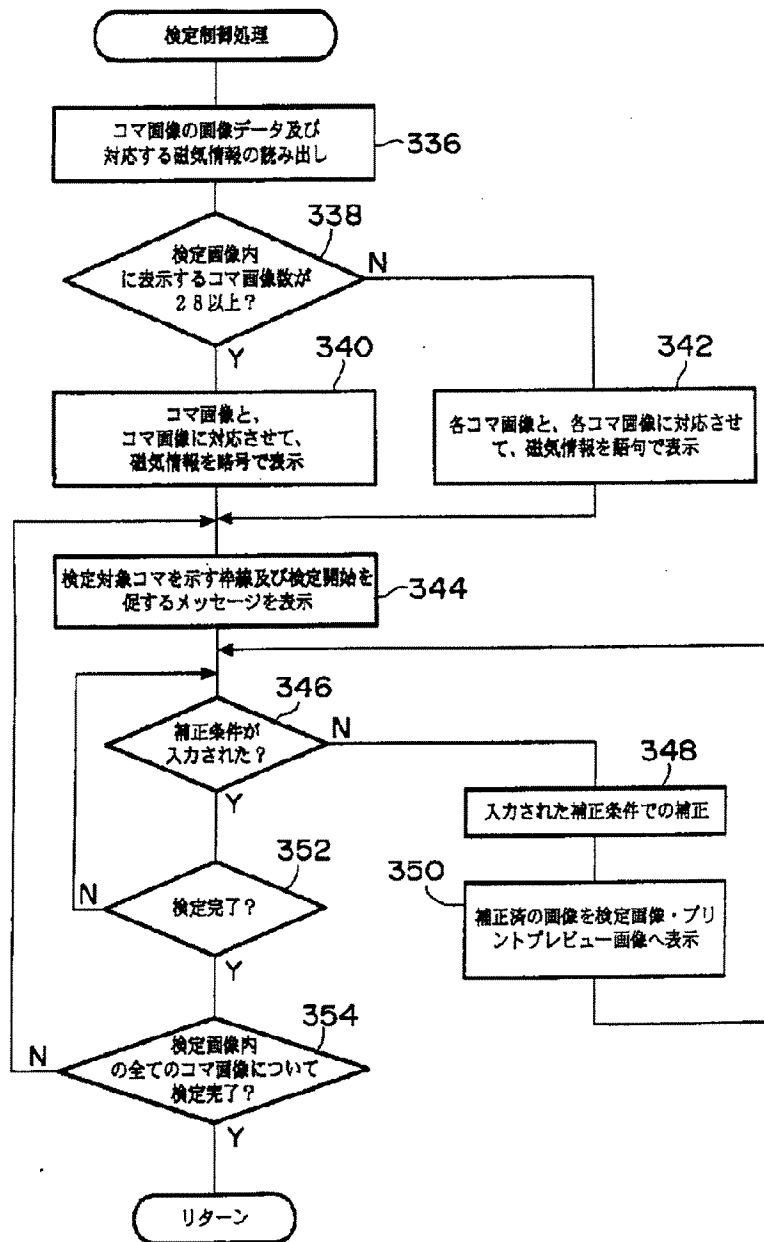 検定制御処理
コマ画像の画像データ及び
対応する磁気情報の読み出し
336
338
検定画像内
に表示するコマ画像数が
28以上?
N
Y
340
コマ画像と、
コマ画像に対応させて、
磁気情報を略号で表示
342
各コマ画像と、各コマ画像に対応させ
て、磁気情報を語句で表示
検定対象コマを示す枠線及び検定開始を
促するメッセージを表示
344
346
補正条件が
入力された?
N
Y
348
入力された補正条件での補正
350
補正済の画像を検定画像・プリ
ントプレビュー画像へ表示
352
検定完了?
N
Y
354
検定画像内
の全てのコマ画像について
検定完了?
N
Y
リターン